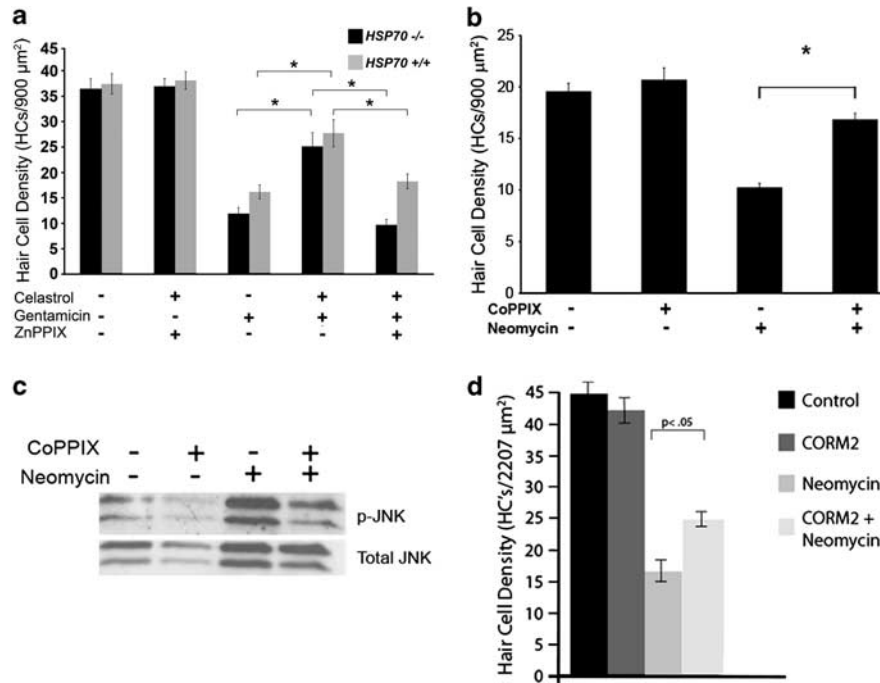 a
HSP70 -/-
HSP70 +/+
Hair Cell Density (HCs/900 µm²)
45
40
35
30
25
20
15
10
5
0
* *
* *
Celastrol - + - + +
Gentamicin - - + + +
ZnPPIX - + - - +
b
Hair Cell Density (HCs/900 µm²)
25
20
15
10
5
0
*
CoPPIX - + - +
Neomycin - - + +
c
CoPPIX - + - +
Neomycin - - + +
p-JNK
Total JNK
d
Hair Cell Density (HC's/2207 µm²)
45
40
35
30
25
20
15
10
5
0
p< .05
Control
CORM2
Neomycin
CORM2 +
Neomycin